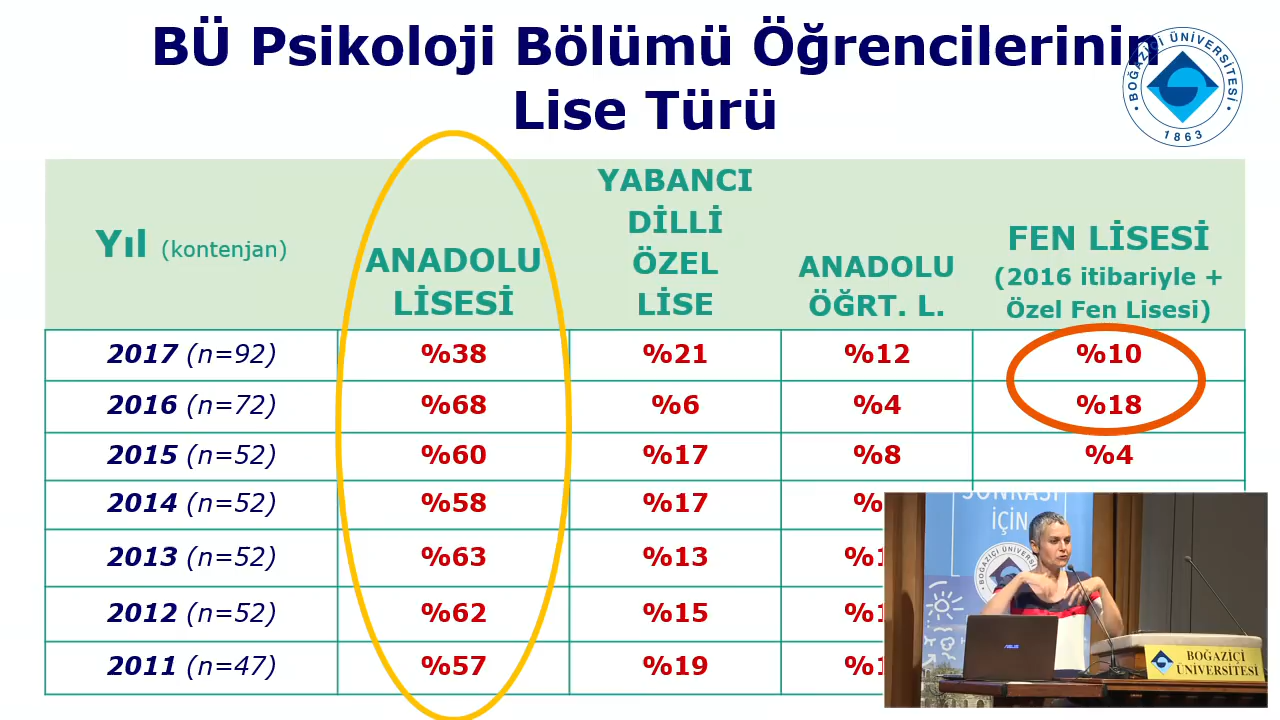 BÜ Psikoloji Bölümü Öğrencilerinin
Lise Türü
BOĞAZİÇİ ÜNİVERSİTESİ
1863
Yıl (kontenjan)
ANADOLU
LİSESİ
YABANCI
DİLLİ
ÖZEL
LİSE
ANADOLU
ÖĞRT. L.
FEN LİSESİ
(2016 itibariyle +
Özel Fen Lisesi)
2017 (n=92) %38 %21 %12 %10
2016 (n=72) %68 %6 %4 %18
2015 (n=52) %60 %17 %8 %4
2014 (n=52) %58 %17
2013 (n=52) %63 %13
2012 (n=52) %62 %15
2011 (n=47) %57 %19
SONRASI
İÇİN
BOĞAZİÇİ
ASUS
BOĞAZİÇİ
ÜNİVERSİTESİ